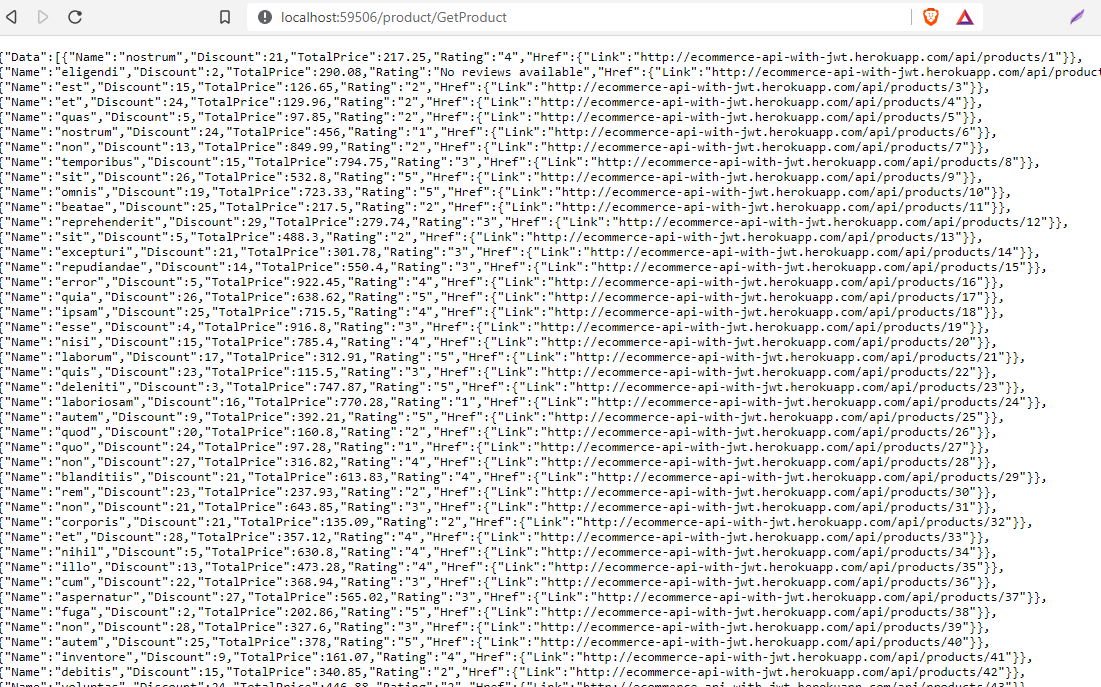 localhost:59506/product/GetProduct
{"Data":[{"Name":"nostrum","Discount":21,"TotalPrice":217.25,"Rating":"4","Href":{"Link":"http://ecommerce-api-with-jwt.herokuapp.com/api/products/1"}},
{"Name":"eligendi","Discount":2,"TotalPrice":290.08,"Rating":"No reviews available","Href":{"Link":"http://ecommerce-api-with-jwt.herokuapp.com/api/product
{"Name":"est","Discount":15,"TotalPrice":126.65,"Rating":"2","Href":{"Link":"http://ecommerce-api-with-jwt.herokuapp.com/api/products/3"}},
{"Name":"et","Discount":24,"TotalPrice":129.96,"Rating":"2","Href":{"Link":"http://ecommerce-api-with-jwt.herokuapp.com/api/products/4"}},
{"Name":"quas","Discount":5,"TotalPrice":97.85,"Rating":"2","Href":{"Link":"http://ecommerce-api-with-jwt.herokuapp.com/api/products/5"}},
{"Name":"nostrum","Discount":24,"TotalPrice":456,"Rating":"1","Href":{"Link":"http://ecommerce-api-with-jwt.herokuapp.com/api/products/6"}},
{"Name":"non","Discount":13,"TotalPrice":849.99,"Rating":"2","Href":{"Link":"http://ecommerce-api-with-jwt.herokuapp.com/api/products/7"}},
{"Name":"temporibus","Discount":15,"TotalPrice":794.75,"Rating":"3","Href":{"Link":"http://ecommerce-api-with-jwt.herokuapp.com/api/products/8"}},
{"Name":"sit","Discount":26,"TotalPrice":532.8,"Rating":"5","Href":{"Link":"http://ecommerce-api-with-jwt.herokuapp.com/api/products/9"}},
{"Name":"omnis","Discount":19,"TotalPrice":723.33,"Rating":"5","Href":{"Link":"http://ecommerce-api-with-jwt.herokuapp.com/api/products/10"}},
{"Name":"beatae","Discount":25,"TotalPrice":217.5,"Rating":"2","Href":{"Link":"http://ecommerce-api-with-jwt.herokuapp.com/api/products/11"}},
{"Name":"reprehenderit","Discount":29,"TotalPrice":279.74,"Rating":"3","Href":{"Link":"http://ecommerce-api-with-jwt.herokuapp.com/api/products/12"}},
{"Name":"sit","Discount":5,"TotalPrice":488.3,"Rating":"2","Href":{"Link":"http://ecommerce-api-with-jwt.herokuapp.com/api/products/13"}},
{"Name":"excepturi","Discount":21,"TotalPrice":301.78,"Rating":"3","Href":{"Link":"http://ecommerce-api-with-jwt.herokuapp.com/api/products/14"}},
{"Name":"repudiandae","Discount":14,"TotalPrice":550.4,"Rating":"3","Href":{"Link":"http://ecommerce-api-with-jwt.herokuapp.com/api/products/15"}},
{"Name":"error","Discount":5,"TotalPrice":922.45,"Rating":"4","Href":{"Link":"http://ecommerce-api-with-jwt.herokuapp.com/api/products/16"}},
{"Name":"quia","Discount":26,"TotalPrice":638.62,"Rating":"5","Href":{"Link":"http://ecommerce-api-with-jwt.herokuapp.com/api/products/17"}},
{"Name":"ipsam","Discount":25,"TotalPrice":715.5,"Rating":"4","Href":{"Link":"http://ecommerce-api-with-jwt.herokuapp.com/api/products/18"}},
{"Name":"esse","Discount":4,"TotalPrice":916.8,"Rating":"3","Href":{"Link":"http://ecommerce-api-with-jwt.herokuapp.com/api/products/19"}},
{"Name":"nisi","Discount":15,"TotalPrice":785.4,"Rating":"4","Href":{"Link":"http://ecommerce-api-with-jwt.herokuapp.com/api/products/20"}},
{"Name":"laborum","Discount":17,"TotalPrice":312.91,"Rating":"5","Href":{"Link":"http://ecommerce-api-with-jwt.herokuapp.com/api/products/21"}},
{"Name":"quis","Discount":23,"TotalPrice":115.5,"Rating":"3","Href":{"Link":"http://ecommerce-api-with-jwt.herokuapp.com/api/products/22"}},
{"Name":"deleniti","Discount":3,"TotalPrice":747.87,"Rating":"5","Href":{"Link":"http://ecommerce-api-with-jwt.herokuapp.com/api/products/23"}},
{"Name":"laboriosam","Discount":16,"TotalPrice":770.28,"Rating":"1","Href":{"Link":"http://ecommerce-api-with-jwt.herokuapp.com/api/products/24"}},
{"Name":"autem","Discount":9,"TotalPrice":392.21,"Rating":"5","Href":{"Link":"http://ecommerce-api-with-jwt.herokuapp.com/api/products/25"}},
{"Name":"quod","Discount":20,"TotalPrice":160.8,"Rating":"2","Href":{"Link":"http://ecommerce-api-with-jwt.herokuapp.com/api/products/26"}},
{"Name":"quo","Discount":24,"TotalPrice":97.28,"Rating":"1","Href":{"Link":"http://ecommerce-api-with-jwt.herokuapp.com/api/products/27"}},
{"Name":"non","Discount":27,"TotalPrice":316.82,"Rating":"4","Href":{"Link":"http://ecommerce-api-with-jwt.herokuapp.com/api/products/28"}},
{"Name":"blanditiis","Discount":21,"TotalPrice":613.83,"Rating":"4","Href":{"Link":"http://ecommerce-api-with-jwt.herokuapp.com/api/products/29"}},
{"Name":"rem","Discount":23,"TotalPrice":237.93,"Rating":"2","Href":{"Link":"http://ecommerce-api-with-jwt.herokuapp.com/api/products/30"}},
{"Name":"non","Discount":21,"TotalPrice":643.85,"Rating":"3","Href":{"Link":"http://ecommerce-api-with-jwt.herokuapp.com/api/products/31"}},
{"Name":"corporis","Discount":21,"TotalPrice":135.09,"Rating":"2","Href":{"Link":"http://ecommerce-api-with-jwt.herokuapp.com/api/products/32"}},
{"Name":"et","Discount":28,"TotalPrice":357.12,"Rating":"4","Href":{"Link":"http://ecommerce-api-with-jwt.herokuapp.com/api/products/33"}},
{"Name":"nihil","Discount":5,"TotalPrice":630.8,"Rating":"4","Href":{"Link":"http://ecommerce-api-with-jwt.herokuapp.com/api/products/34"}},
{"Name":"illo","Discount":13,"TotalPrice":473.28,"Rating":"4","Href":{"Link":"http://ecommerce-api-with-jwt.herokuapp.com/api/products/35"}},
{"Name":"cum","Discount":22,"TotalPrice":368.94,"Rating":"3","Href":{"Link":"http://ecommerce-api-with-jwt.herokuapp.com/api/products/36"}},
{"Name":"aspernatur","Discount":27,"TotalPrice":565.02,"Rating":"3","Href":{"Link":"http://ecommerce-api-with-jwt.herokuapp.com/api/products/37"}},
{"Name":"fuga","Discount":2,"TotalPrice":202.86,"Rating":"5","Href":{"Link":"http://ecommerce-api-with-jwt.herokuapp.com/api/products/38"}},
{"Name":"non","Discount":28,"TotalPrice":327.6,"Rating":"3","Href":{"Link":"http://ecommerce-api-with-jwt.herokuapp.com/api/products/39"}},
{"Name":"autem","Discount":25,"TotalPrice":378,"Rating":"5","Href":{"Link":"http://ecommerce-api-with-jwt.herokuapp.com/api/products/40"}},
{"Name":"inventore","Discount":9,"TotalPrice":161.07,"Rating":"4","Href":{"Link":"http://ecommerce-api-with-jwt.herokuapp.com/api/products/41"}},
{"Name":"debitis","Discount":15,"TotalPrice":340.85,"Rating":"2","Href":{"Link":"http://ecommerce-api-with-jwt.herokuapp.com/api/products/42"}},